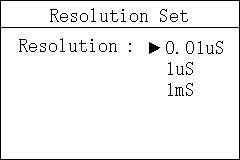 Resolution Set
Resolution : ▶0.01uS
1uS
1mS